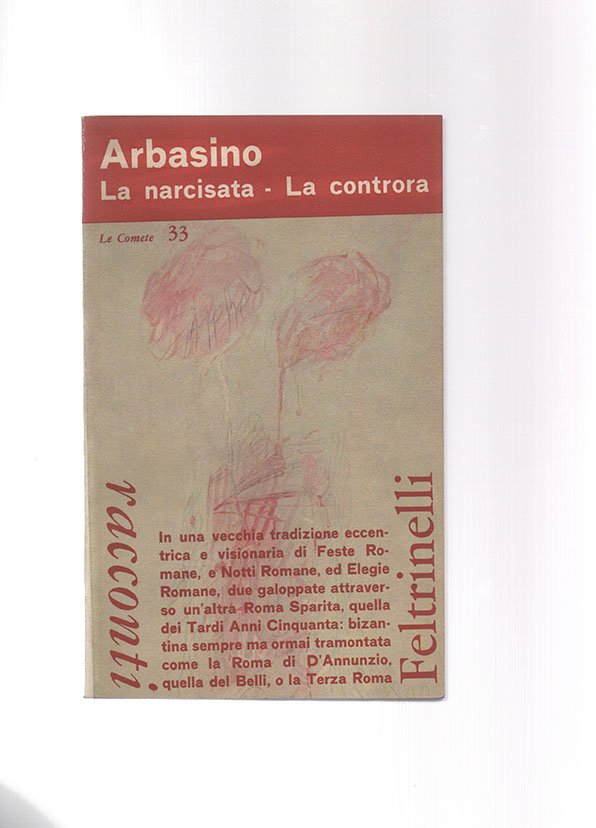 Arbasino
La narcisata - La controra
Le Comete 33
racconti
Feltrinelli
In una vecchia tradizione eccen-
trica e visionaria di Feste Ro-
mane, e Notti Romane, ed Elegie
Romane, due galoppate attraver-
so un'altra Roma Sparita, quella
dei Tardi Anni Cinquanta: bizan-
tina sempre ma ormai tramontata
come la Roma di D'Annunzio,
quella del Belli, o la Terza Roma